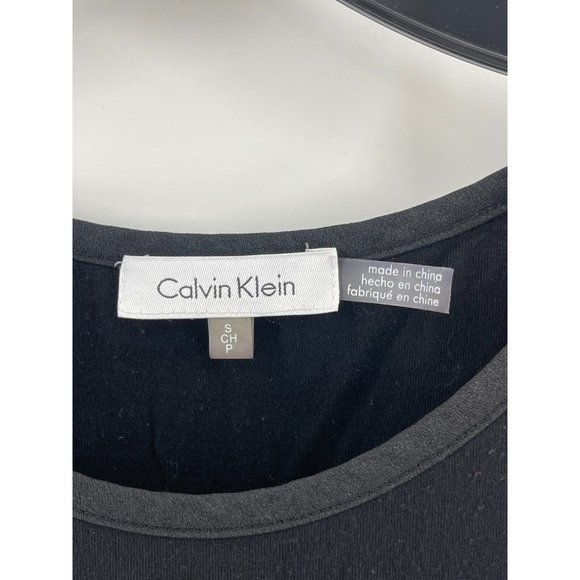 Calvin Klein
S
CH
P
made in china
hecho en china
fabriqué en chine